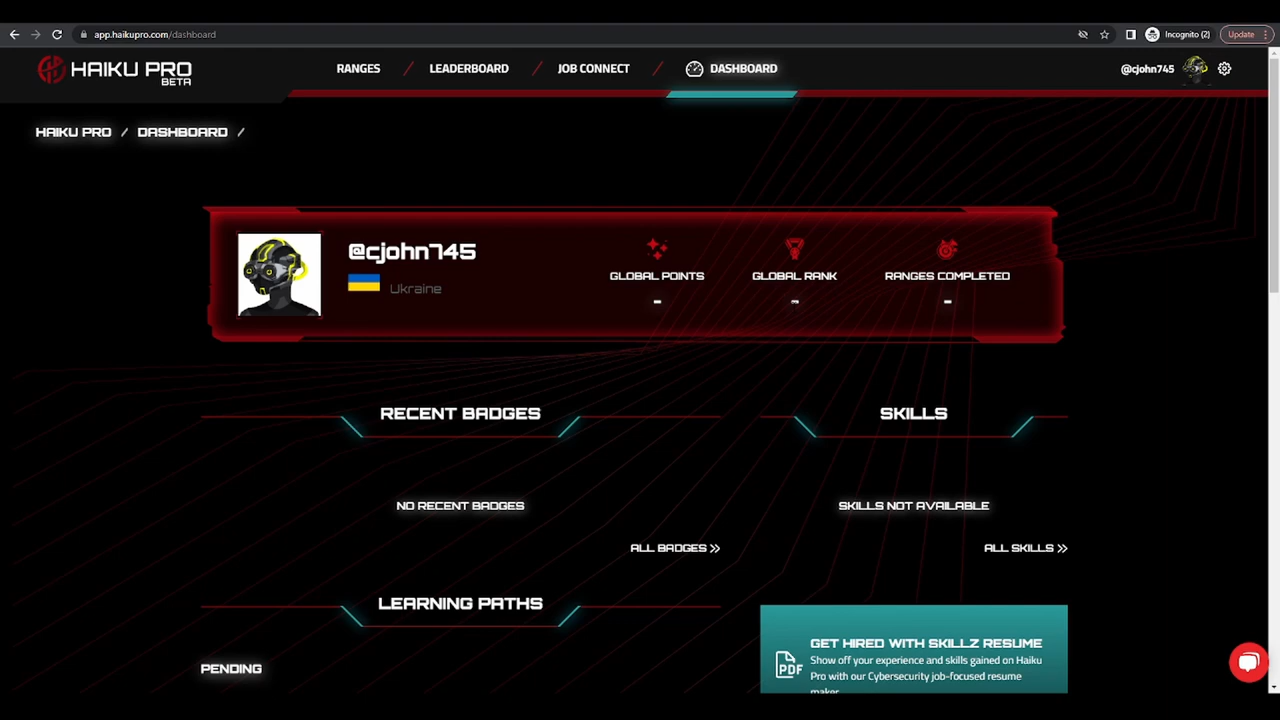 app.haikupro.com/dashboard
Incognito (2)
Update
HAIKU PRO
BETA
RANGES / LEADERBOARD / JOB CONNECT / DASHBOARD
@cjohn745
HAIKU PRO / DASHBOARD /
@cjohn745
Ukraine
GLOBAL POINTS
-
GLOBAL RANK
-
RANGES COMPLETED
-
RECENT BADGES
NO RECENT BADGES
ALL BADGES >>
SKILLS
SKILLS NOT AVAILABLE
ALL SKILLS >>
LEARNING PATHS
PENDING
PDF
GET HIRED WITH SKILLZ RESUME
Show off your experience and skills gained on Haiku
Pro with our Cybersecurity job-focused resume
maker